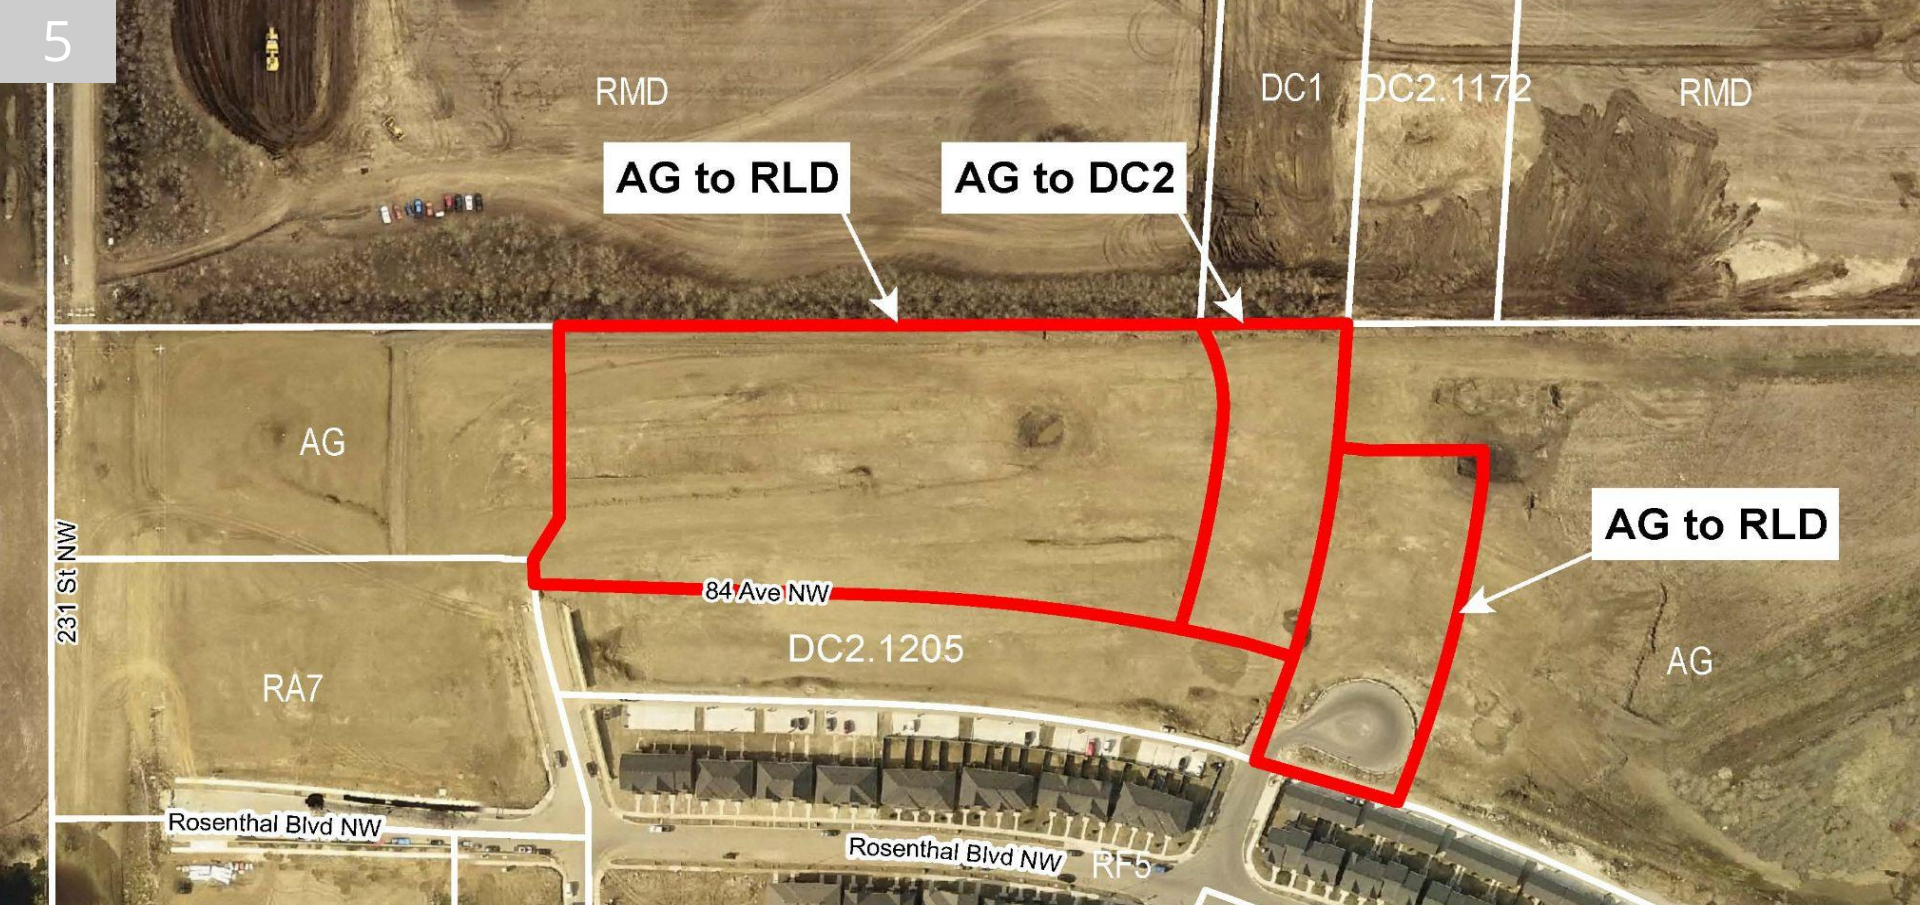 5
RMD
DC1
DC2.1172
RMD
AG to RLD
AG to DC2
AG
231 St NW
AG to RLD
84 Ave NW
DC2.1205
AG
RA7
Rosenthal Blvd NW
Rosenthal Blvd NW
RF5